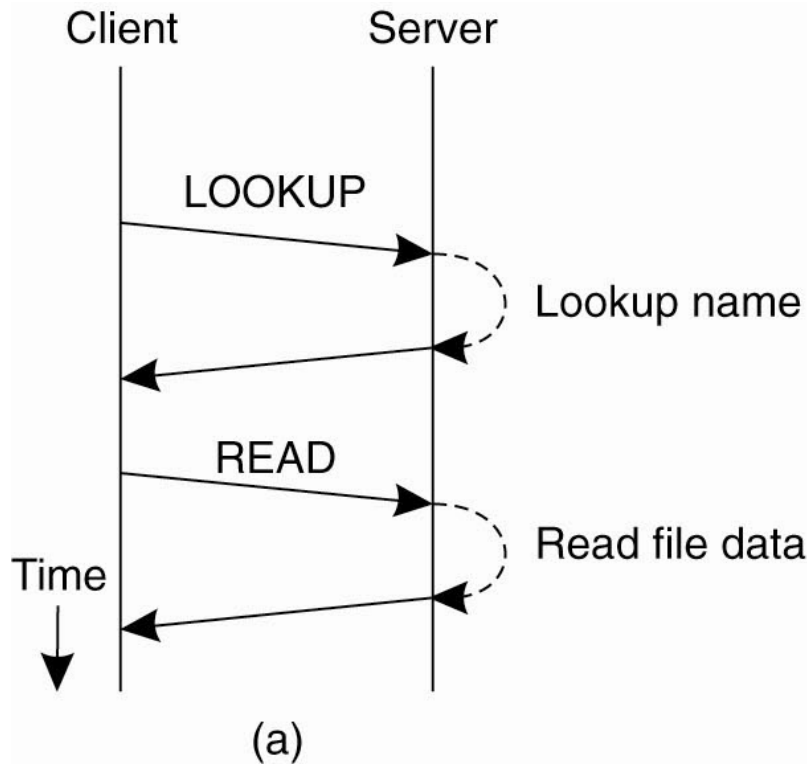 Client
Server
LOOKUP
Lookup name
READ
Read file data
Time
(a)